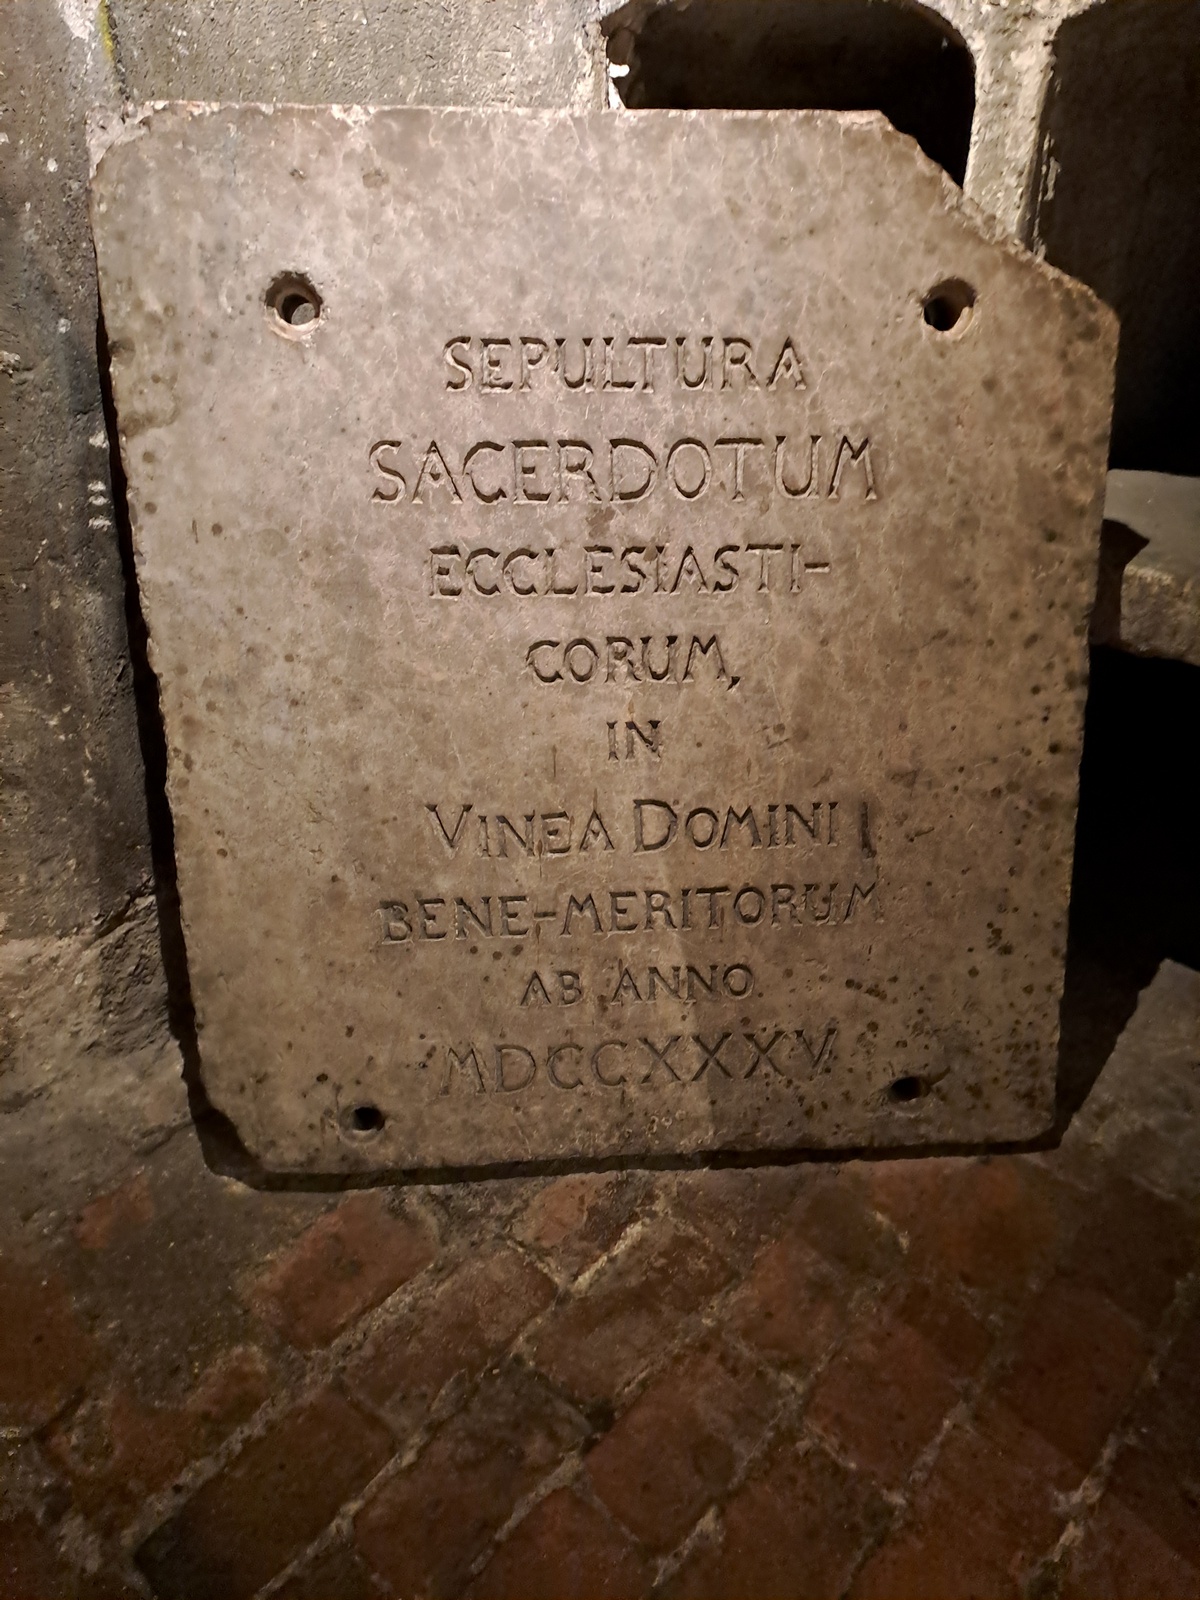 SEPULTURA
SACERDOTUM
ECCLESIASTI-
CORUM,
IN
VINEA DOMINI
BENE-MERITORUM
AB ANNO
MDCCXXXV